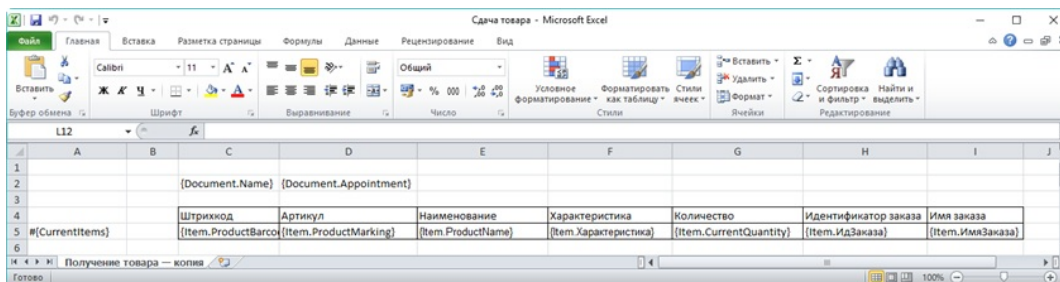 Сдача товара - Microsoft Excel
Файл Главная Вставка Разметка страницы Формулы Данные Рецензирование Вид
Calibri 11 Общий
Вставить
Ж К Ч
% 000
Условное форматирование
Форматировать как таблицу
Стили ячеек
Вставить
Удалить
Формат
Сортировка и фильтр
Найти и выделить
Буфер обмена Шрифт Выравнивание Число Стили Ячейки Редактирование
L12 fx
A B C D E F G H I J
1
2 {Document.Name} {Document.Appointment}
3
4 Штрихкод Артикул Наименование Характеристика Количество Идентификатор заказа Имя заказа
5 #{CurrentItems} {Item.ProductBarco {Item.ProductMarking} {Item.ProductName} {Item.Характеристика} {Item.CurrentQuantity} {Item.ИдЗаказа} {Item.ИмяЗаказа}
6
Получение товара — копия
Готово 100%